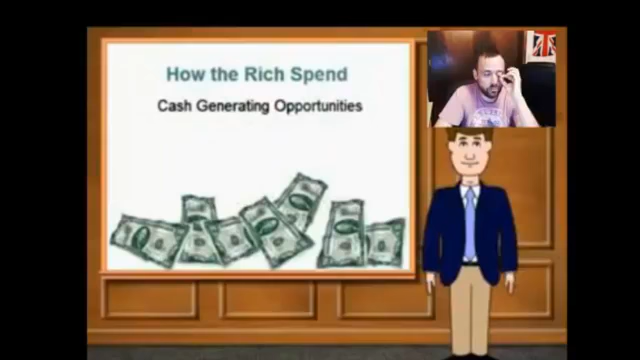 How the Rich Spend
Cash Generating Opportunities